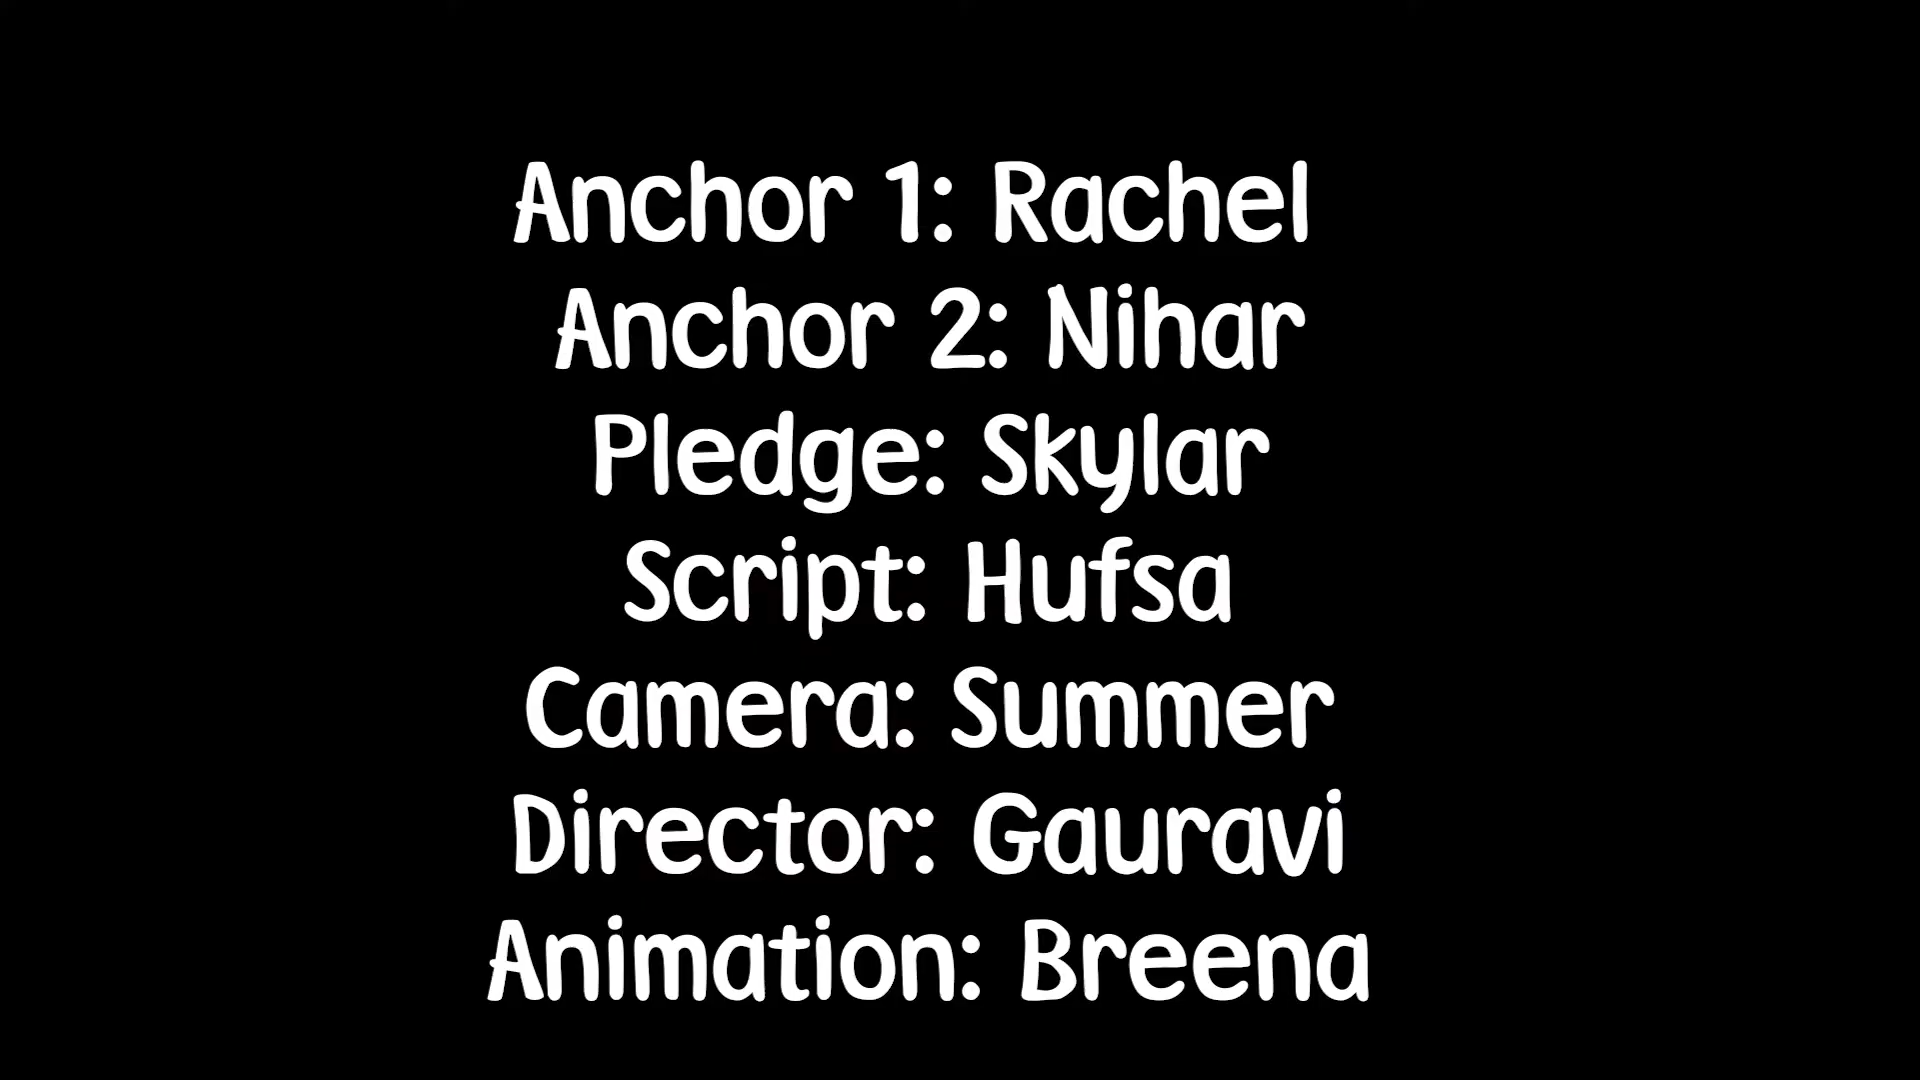 Anchor 1: Rachel
Anchor 2: Nihar
Pledge: Skylar
Script: Hufsa
Camera: Summer
Director: Gauravi
Animation: Breena